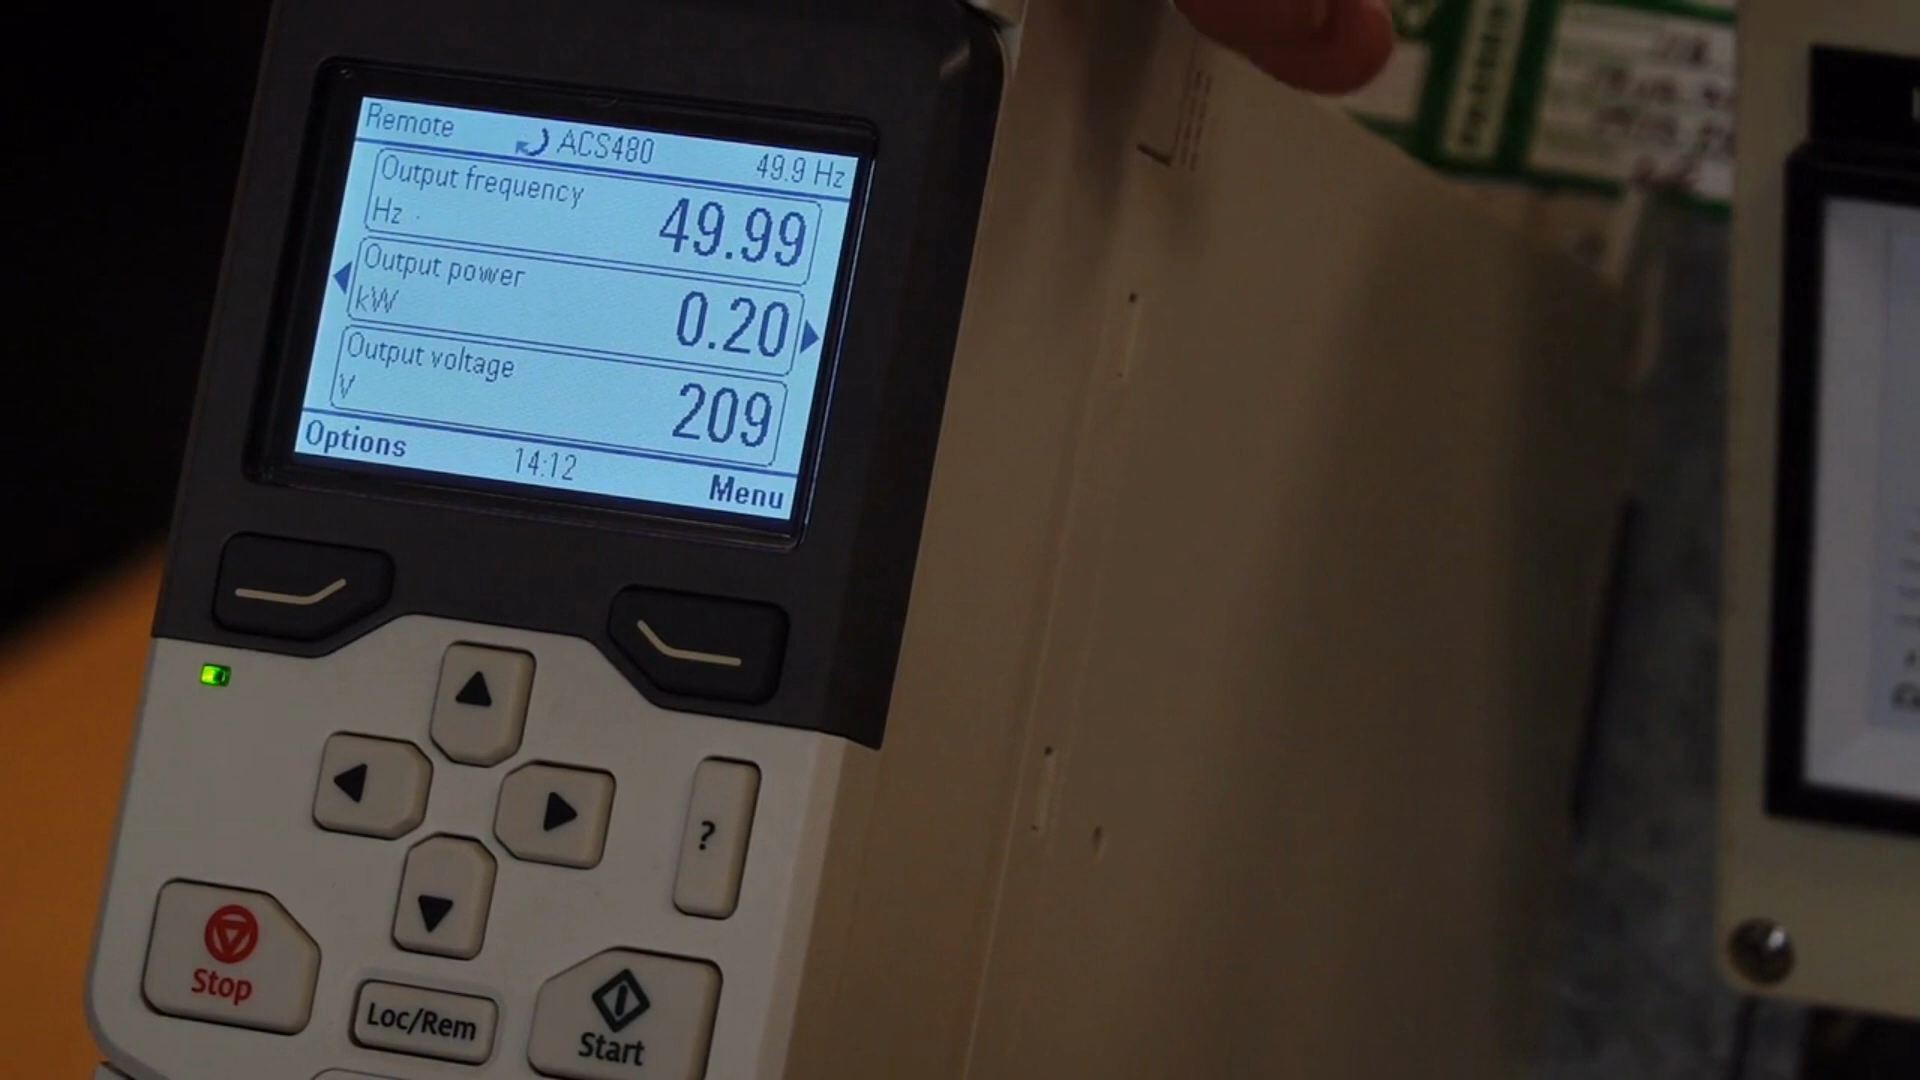 Remote ACS480 49.9 Hz
Output frequency
Hz 49.99
Output power
kW 0.20
Output voltage
V 209
Options 14:12 Menu
?
Stop
Loc/Rem
Start